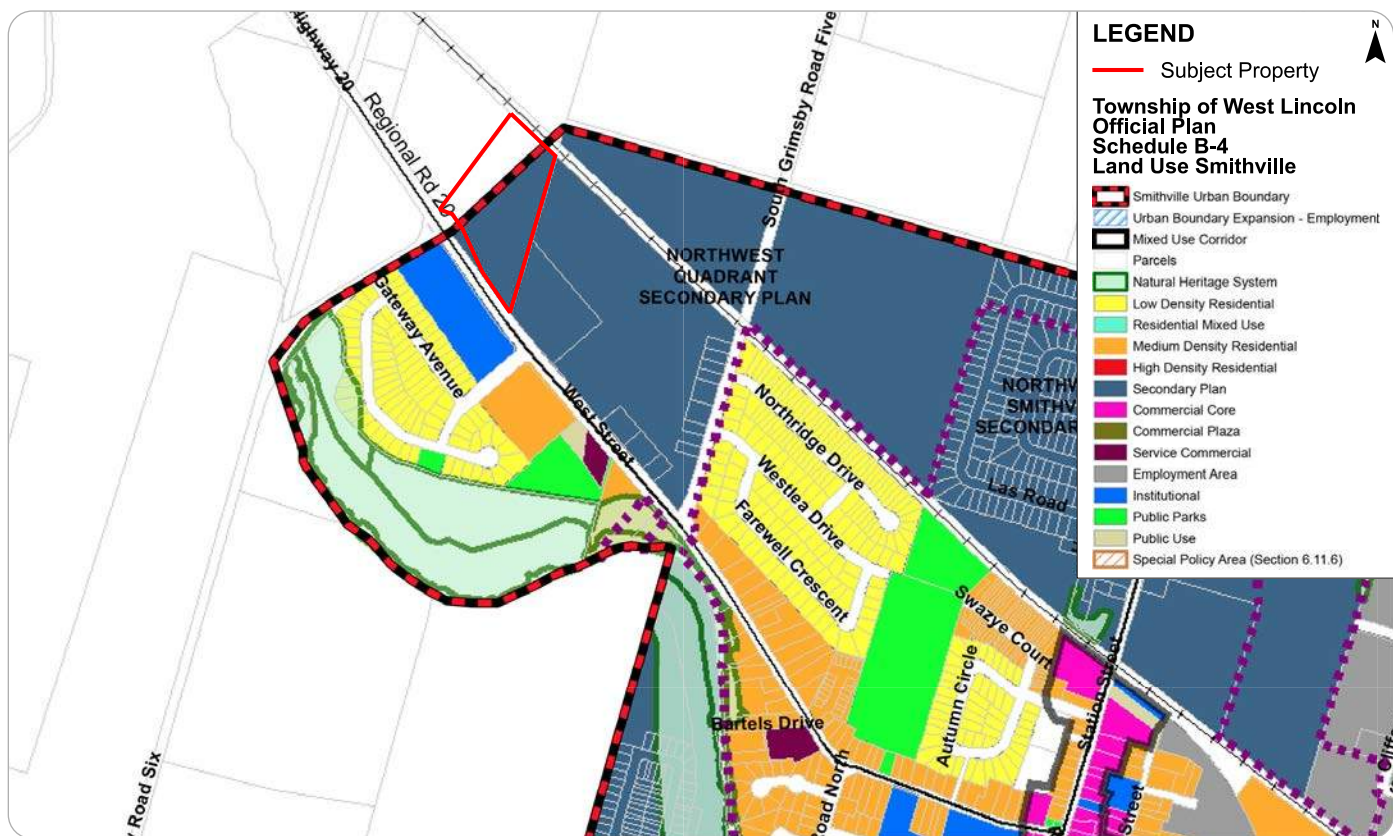 Highway 20
Regional Rd 20
South Grimsby Road Five
NORTHWEST
QUADRANT
SECONDARY PLAN
Gateway Avenue
West Street
Northridge Drive
Westlea Drive
Farewell Crescent
Las Road
Swazye Court
Autumn Circle
Station Street
Bartels Drive
Road North
Street
Road Six
LEGEND
N
Subject Property
Township of West Lincoln
Official Plan
Schedule B-4
Land Use Smithville
Smithville Urban Boundary
Urban Boundary Expansion - Employment
Mixed Use Corridor
Parcels
Natural Heritage System
Low Density Residential
Residential Mixed Use
Medium Density Residential
High Density Residential
Secondary Plan
Commercial Core
Commercial Plaza
Service Commercial
Employment Area
Institutional
Public Parks
Public Use
Special Policy Area (Section 6.11.6)